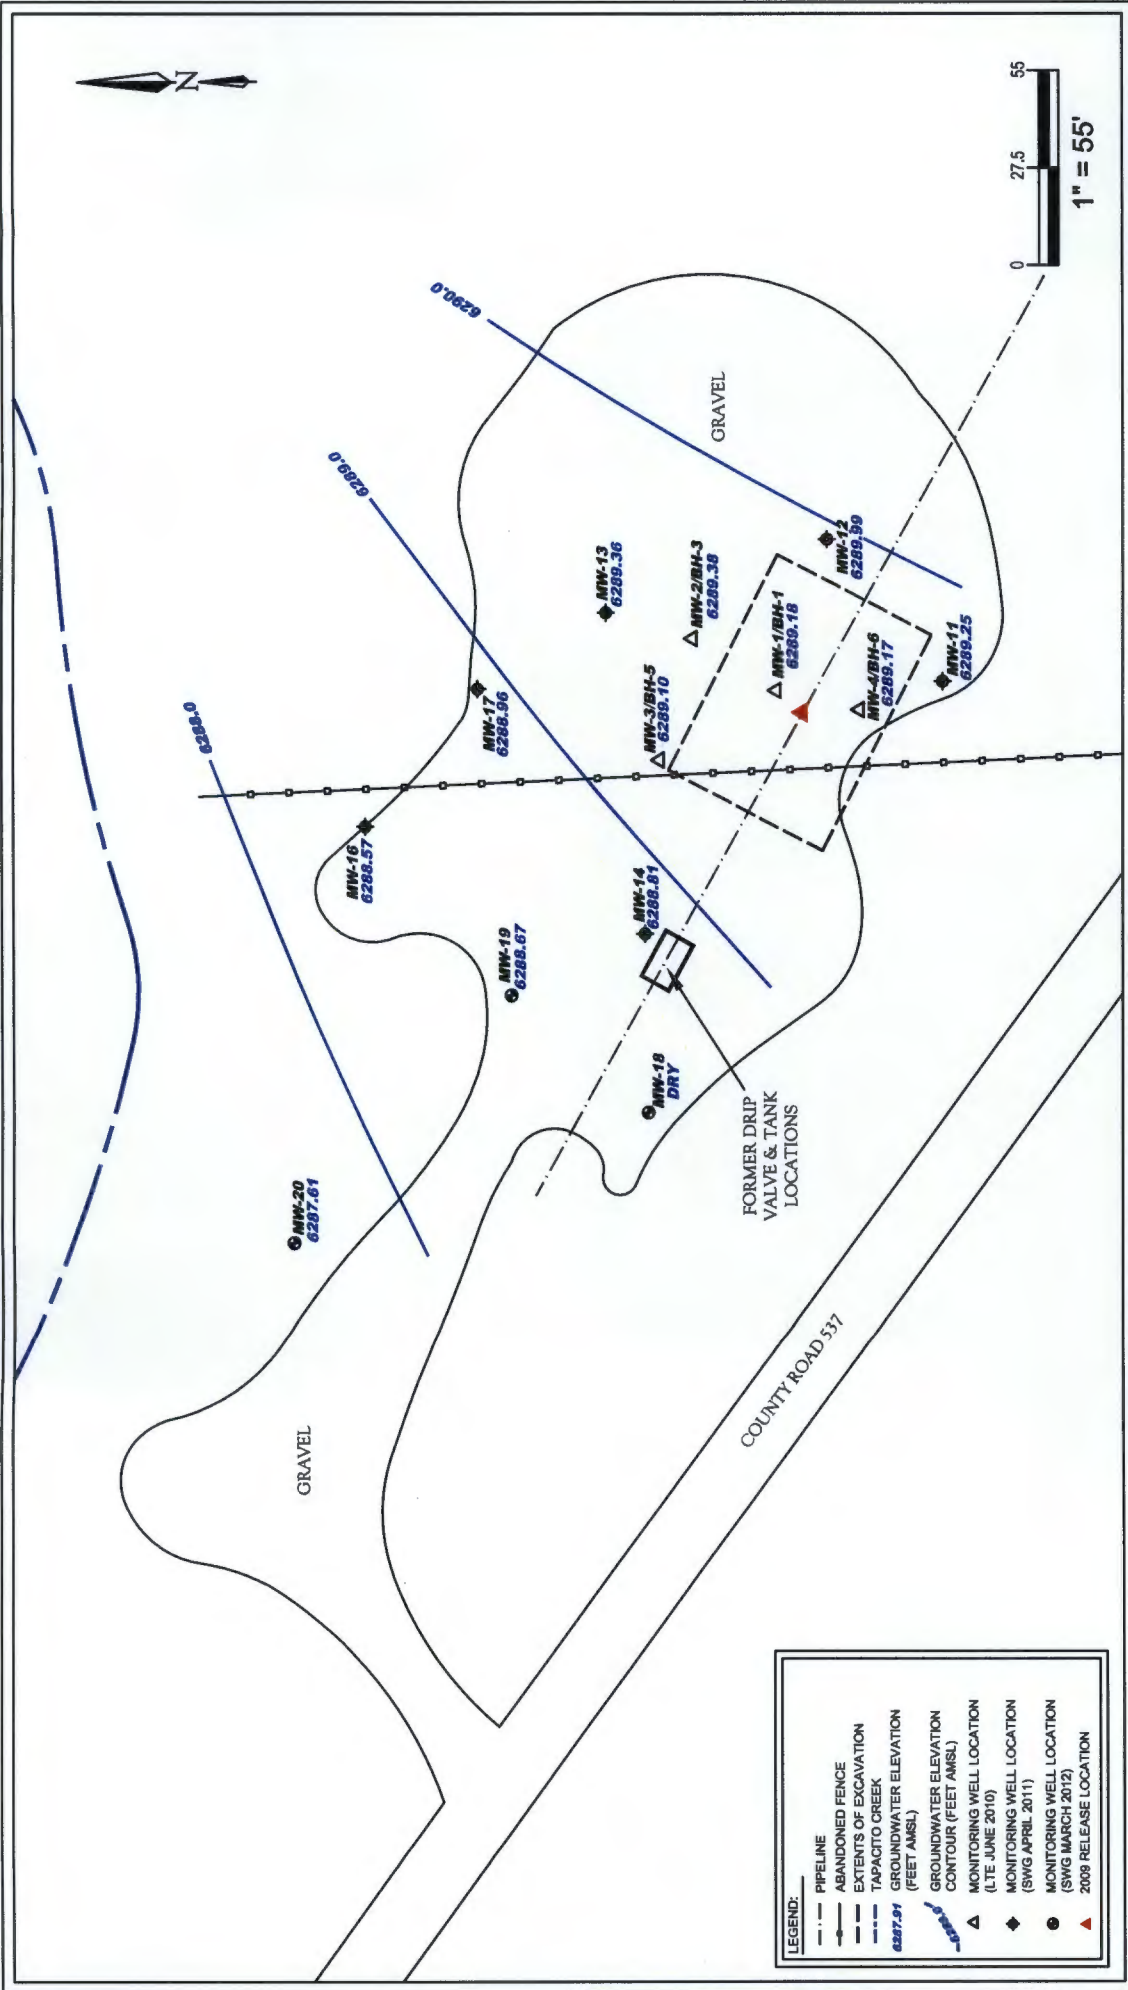 N
6290.0
6289.0
6288.0
GRAVEL
MW-13
6289.36
MW-2/BH-3
6289.38
MW-12
6289.99
MW-1/BH-1
6289.18
MW-3/BH-5
6289.10
MW-4/BH-6
6289.17
MW-11
6289.25
MW-17
6288.96
MW-16
6288.57
MW-14
6288.81
MW-19
6288.67
MW-18
DRY
MW-20
6287.61
FORMER DRIP
VALVE & TANK
LOCATIONS
GRAVEL
COUNTY ROAD 537
0
27.5
55
1" = 55'
LEGEND:
PIPELINE
ABANDONED FENCE
EXTENTS OF EXCAVATION
TAPACITO CREEK
6287.91 GROUNDWATER ELEVATION
(FEET AMSL)
GROUNDWATER ELEVATION
CONTOUR (FEET AMSL)
MONITORING WELL LOCATION
(LTE JUNE 2010)
MONITORING WELL LOCATION
(SWG APRIL 2011)
MONITORING WELL LOCATION
(SWG MARCH 2012)
2009 RELEASE LOCATION